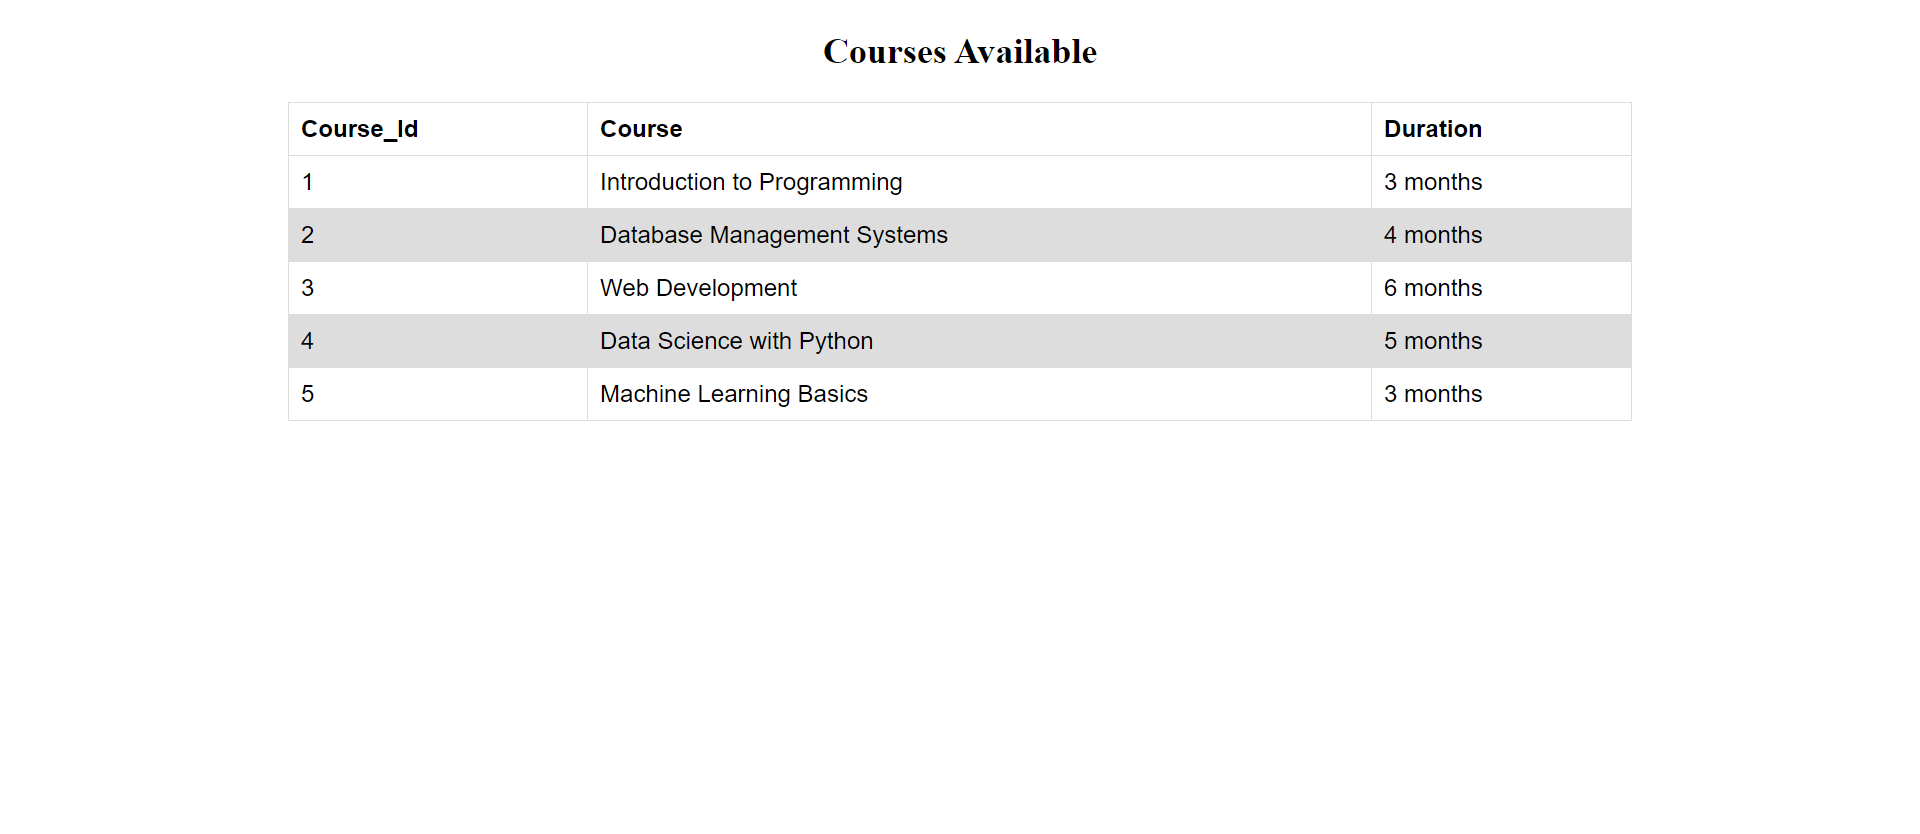 Courses Available
Course_Id Course Duration
1 Introduction to Programming 3 months
2 Database Management Systems 4 months
3 Web Development 6 months
4 Data Science with Python 5 months
5 Machine Learning Basics 3 months